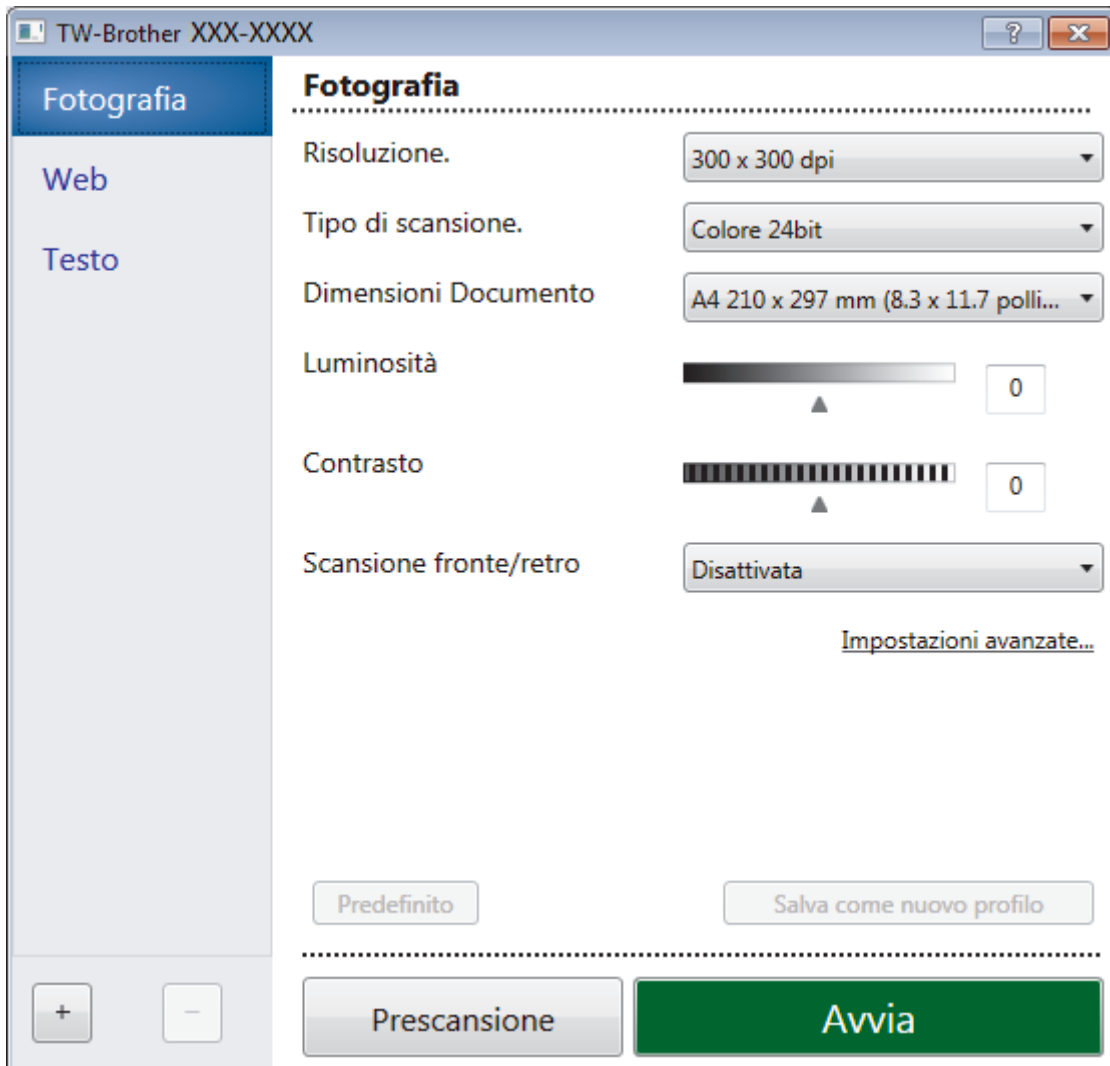 TW-Brother XXX-XXXX
?
Fotografia
Web
Testo
Fotografia
Risoluzione.
300 x 300 dpi
Tipo di scansione.
Colore 24bit
Dimensioni Documento
A4 210 x 297 mm (8.3 x 11.7 polli...
Luminosità
0
Contrasto
0
Scansione fronte/retro
Disattivata
Impostazioni avanzate...
Predefinito
Salva come nuovo profilo
+
−
Prescansione
Avvia